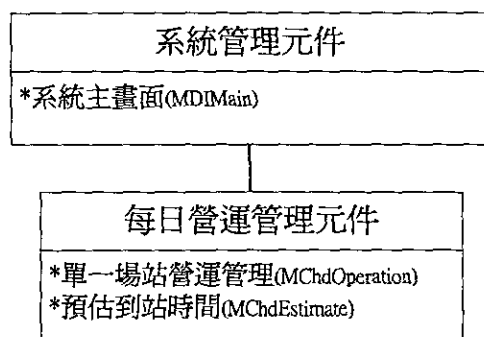 系統管理元件
*系統主畫面(MDIMain)
每日營運管理元件
*單一場站營運管理(MChdOperation)
*預估到站時間(MChdEstimate)